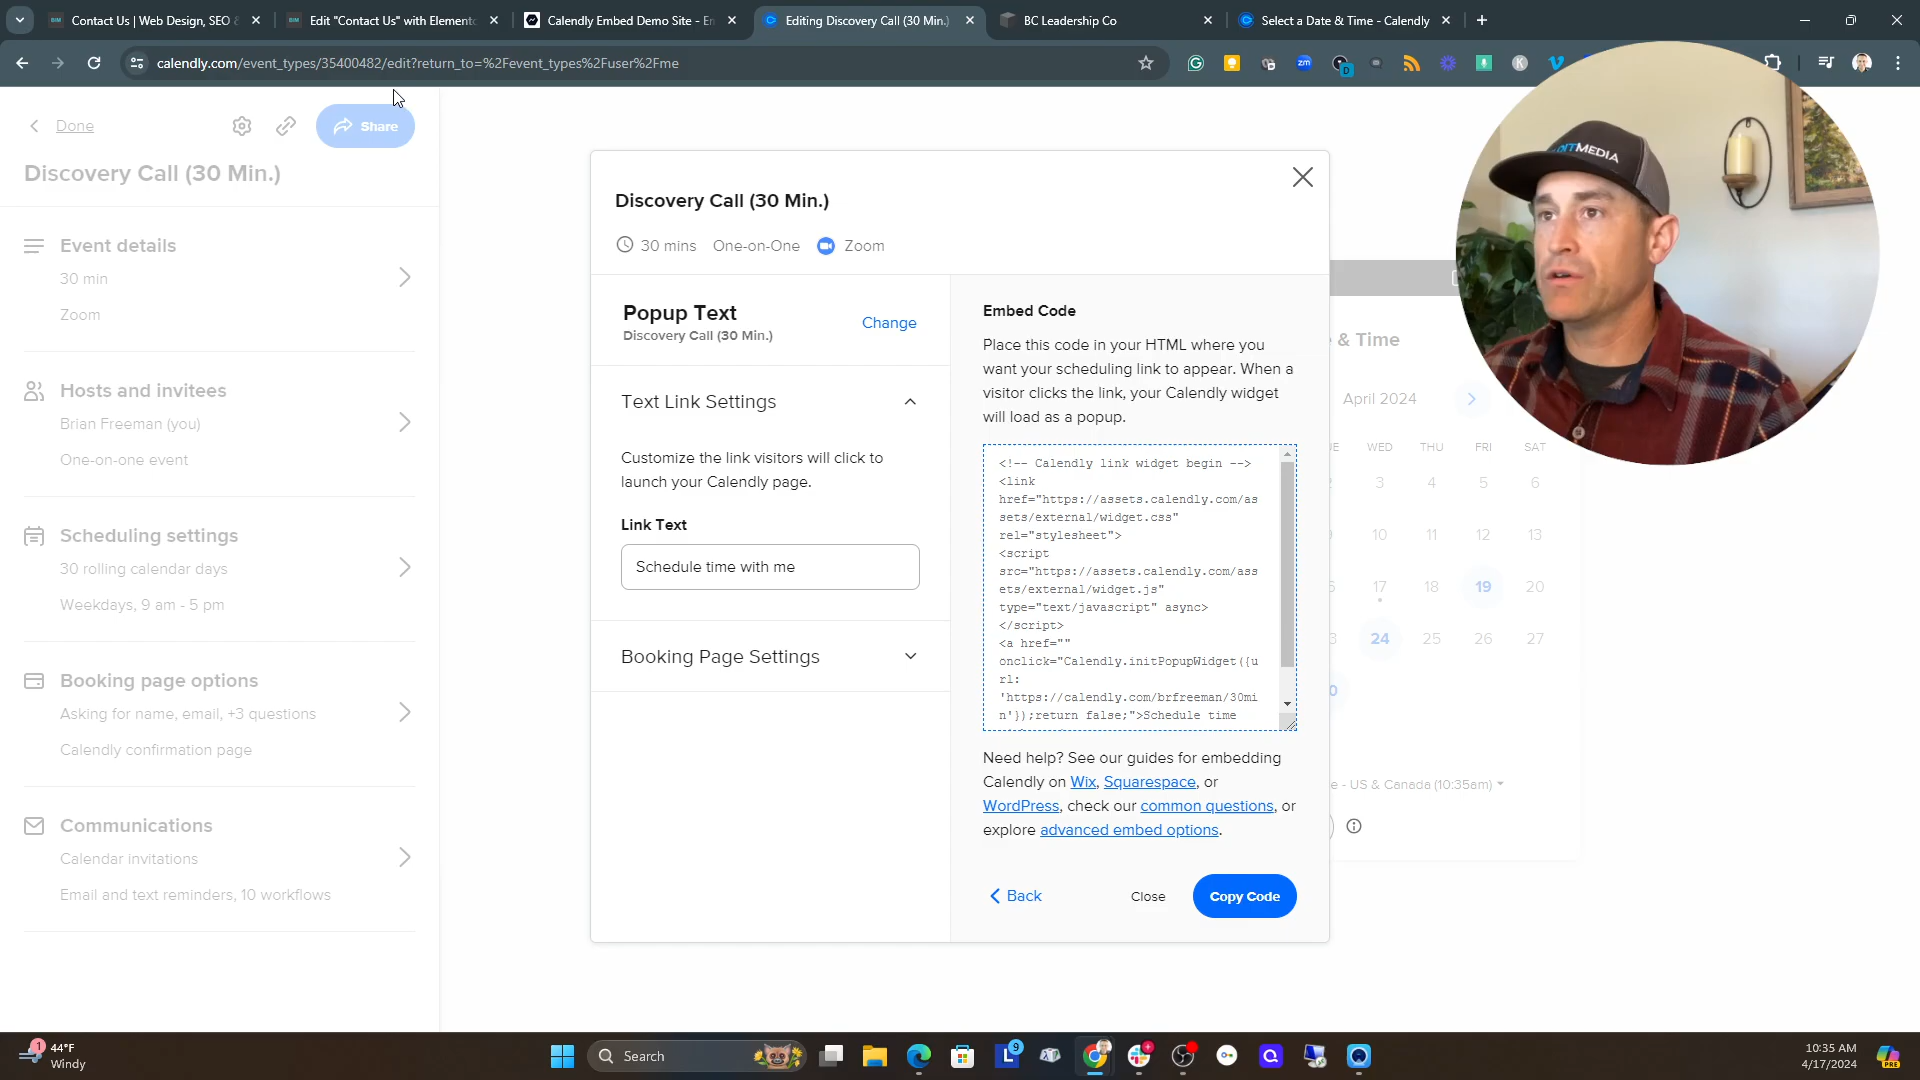 Contact Us | Web Design, SEO &
Edit "Contact Us" with Elemento
Calendly Embed Demo Site - En
Editing Discovery Call (30 Min.)
BC Leadership Co
Select a Date & Time - Calendly
calendly.com/event_types/35400482/edit?return_to=%2Fevent_types%2Fuser%2Fme
Done
Share
Discovery Call (30 Min.)
Event details
30 min
Zoom
Hosts and invitees
Brian Freeman (you)
One-on-one event
Scheduling settings
30 rolling calendar days
Weekdays, 9 am - 5 pm
Booking page options
Asking for name, email, +3 questions
Calendly confirmation page
Communications
Calendar invitations
Email and text reminders, 10 workflows
Discovery Call (30 Min.)
30 mins One-on-One Zoom
Popup Text
Discovery Call (30 Min.)
Change
Text Link Settings
Customize the link visitors will click to
launch your Calendly page.
Link Text
Schedule time with me
Booking Page Settings
Embed Code
Place this code in your HTML where you
want your scheduling link to appear. When a
visitor clicks the link, your Calendly widget
will load as a popup.
<!-- Calendly link widget begin -->
<link
href="https://assets.calendly.com/as
sets/external/widget.css"
rel="stylesheet">
<script
src="https://assets.calendly.com/ass
ets/external/widget.js"
type="text/javascript" async>
</script>
<a href=""
onclick="Calendly.initPopupWidget({u
rl:
'https://calendly.com/brfreeman/30mi
n'});return false;">Schedule time
Need help? See our guides for embedding
Calendly on Wix, Squarespace, or
WordPress, check our common questions, or
explore advanced embed options.
Back
Close
Copy Code
& Time
April 2024
UE WED THU FRI SAT
2 3 4 5 6
9 10 11 12 13
16 17 18 19 20
23 24 25 26 27
30
e - US & Canada (10:35am)
MEDIA
44°F
Windy
Search
10:35 AM
4/17/2024